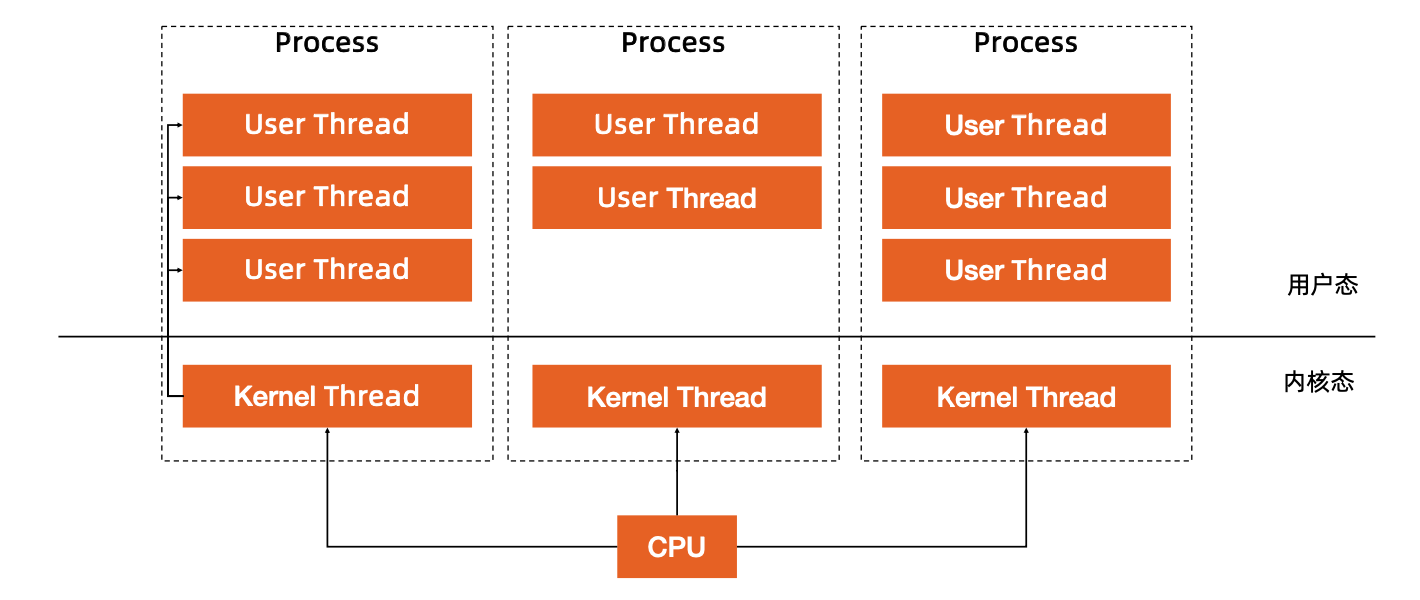 Process
User Thread
User Thread
User Thread
Kernel Thread
Process
User Thread
User Thread
Kernel Thread
Process
User Thread
User Thread
User Thread
Kernel Thread
用户态
内核态
CPU